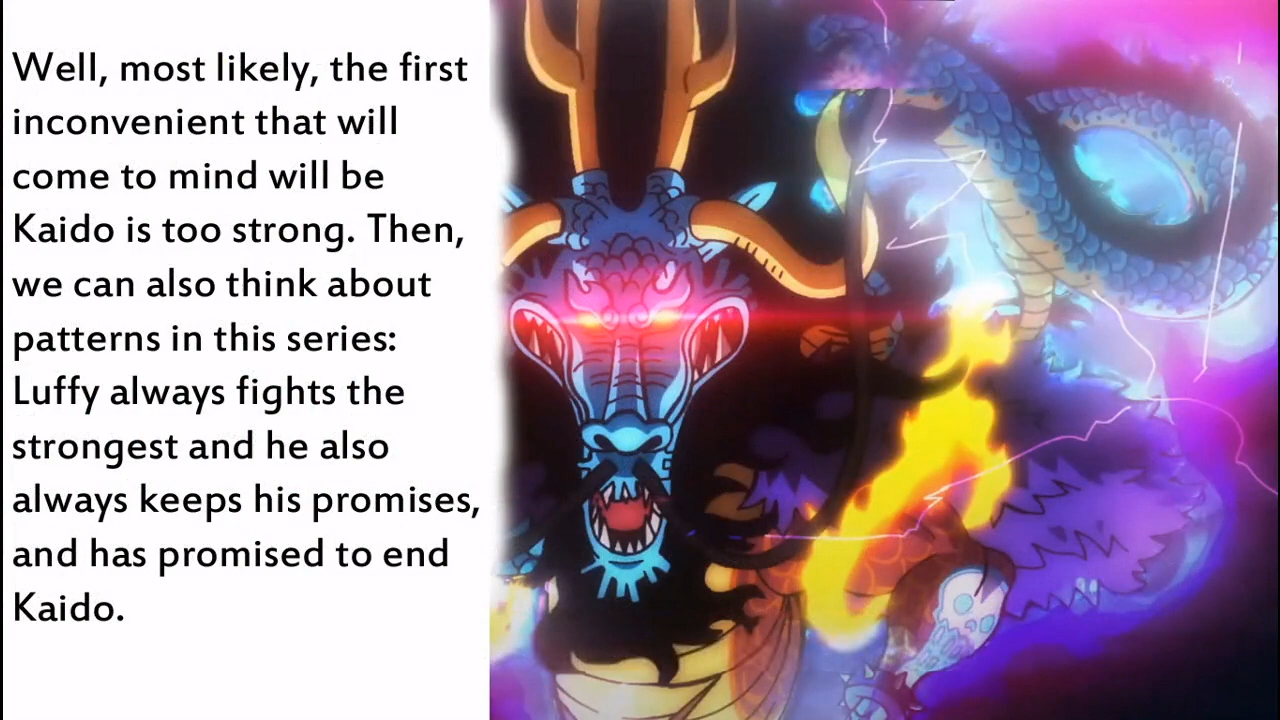 Well, most likely, the first
inconvenient that will
come to mind will be
Kaido is too strong. Then,
we can also think about
patterns in this series:
Luffy always fights the
strongest and he also
always keeps his promises,
and has promised to end
Kaido.